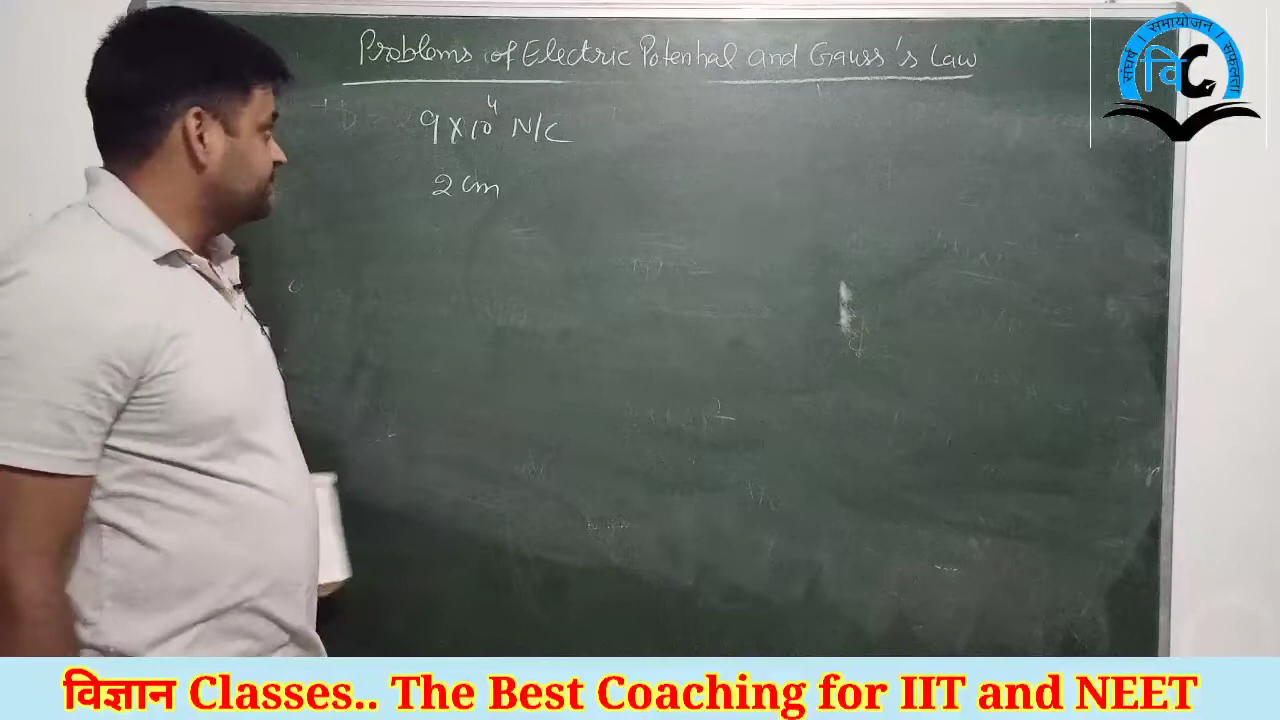 Problems of Electric Potenhal and Gauss's Law
9 X 10⁴ N/C
2 cm
संघर्ष । समायोजन । सफलता
वि C
विज्ञान Classes.. The Best Coaching for IIT and NEET